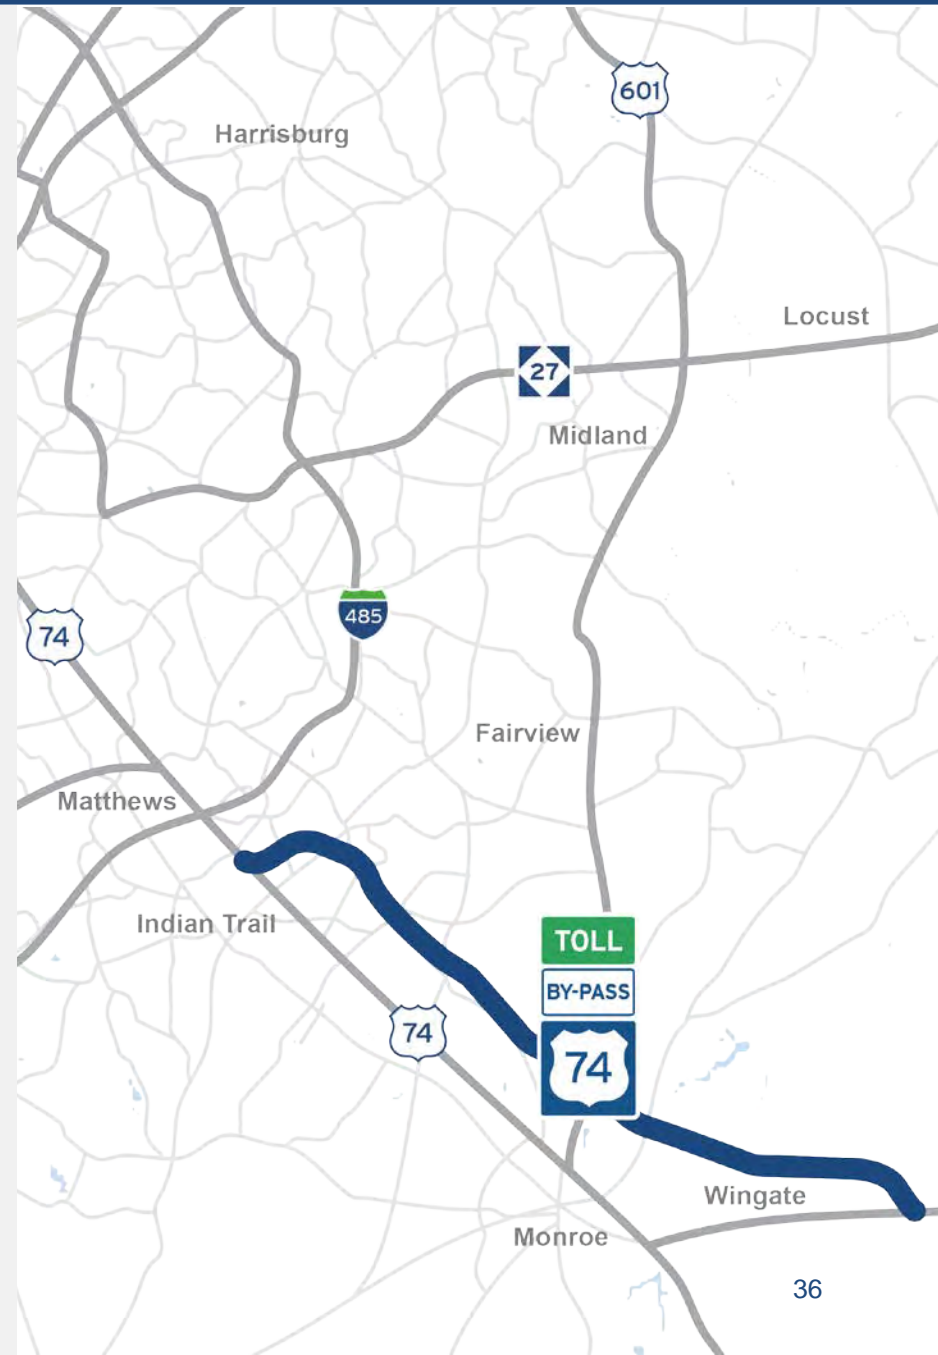 601
Harrisburg
Locust
27
Midland
485
74
Fairview
Matthews
Indian Trail
TOLL
BY-PASS
74
74
Wingate
Monroe
36